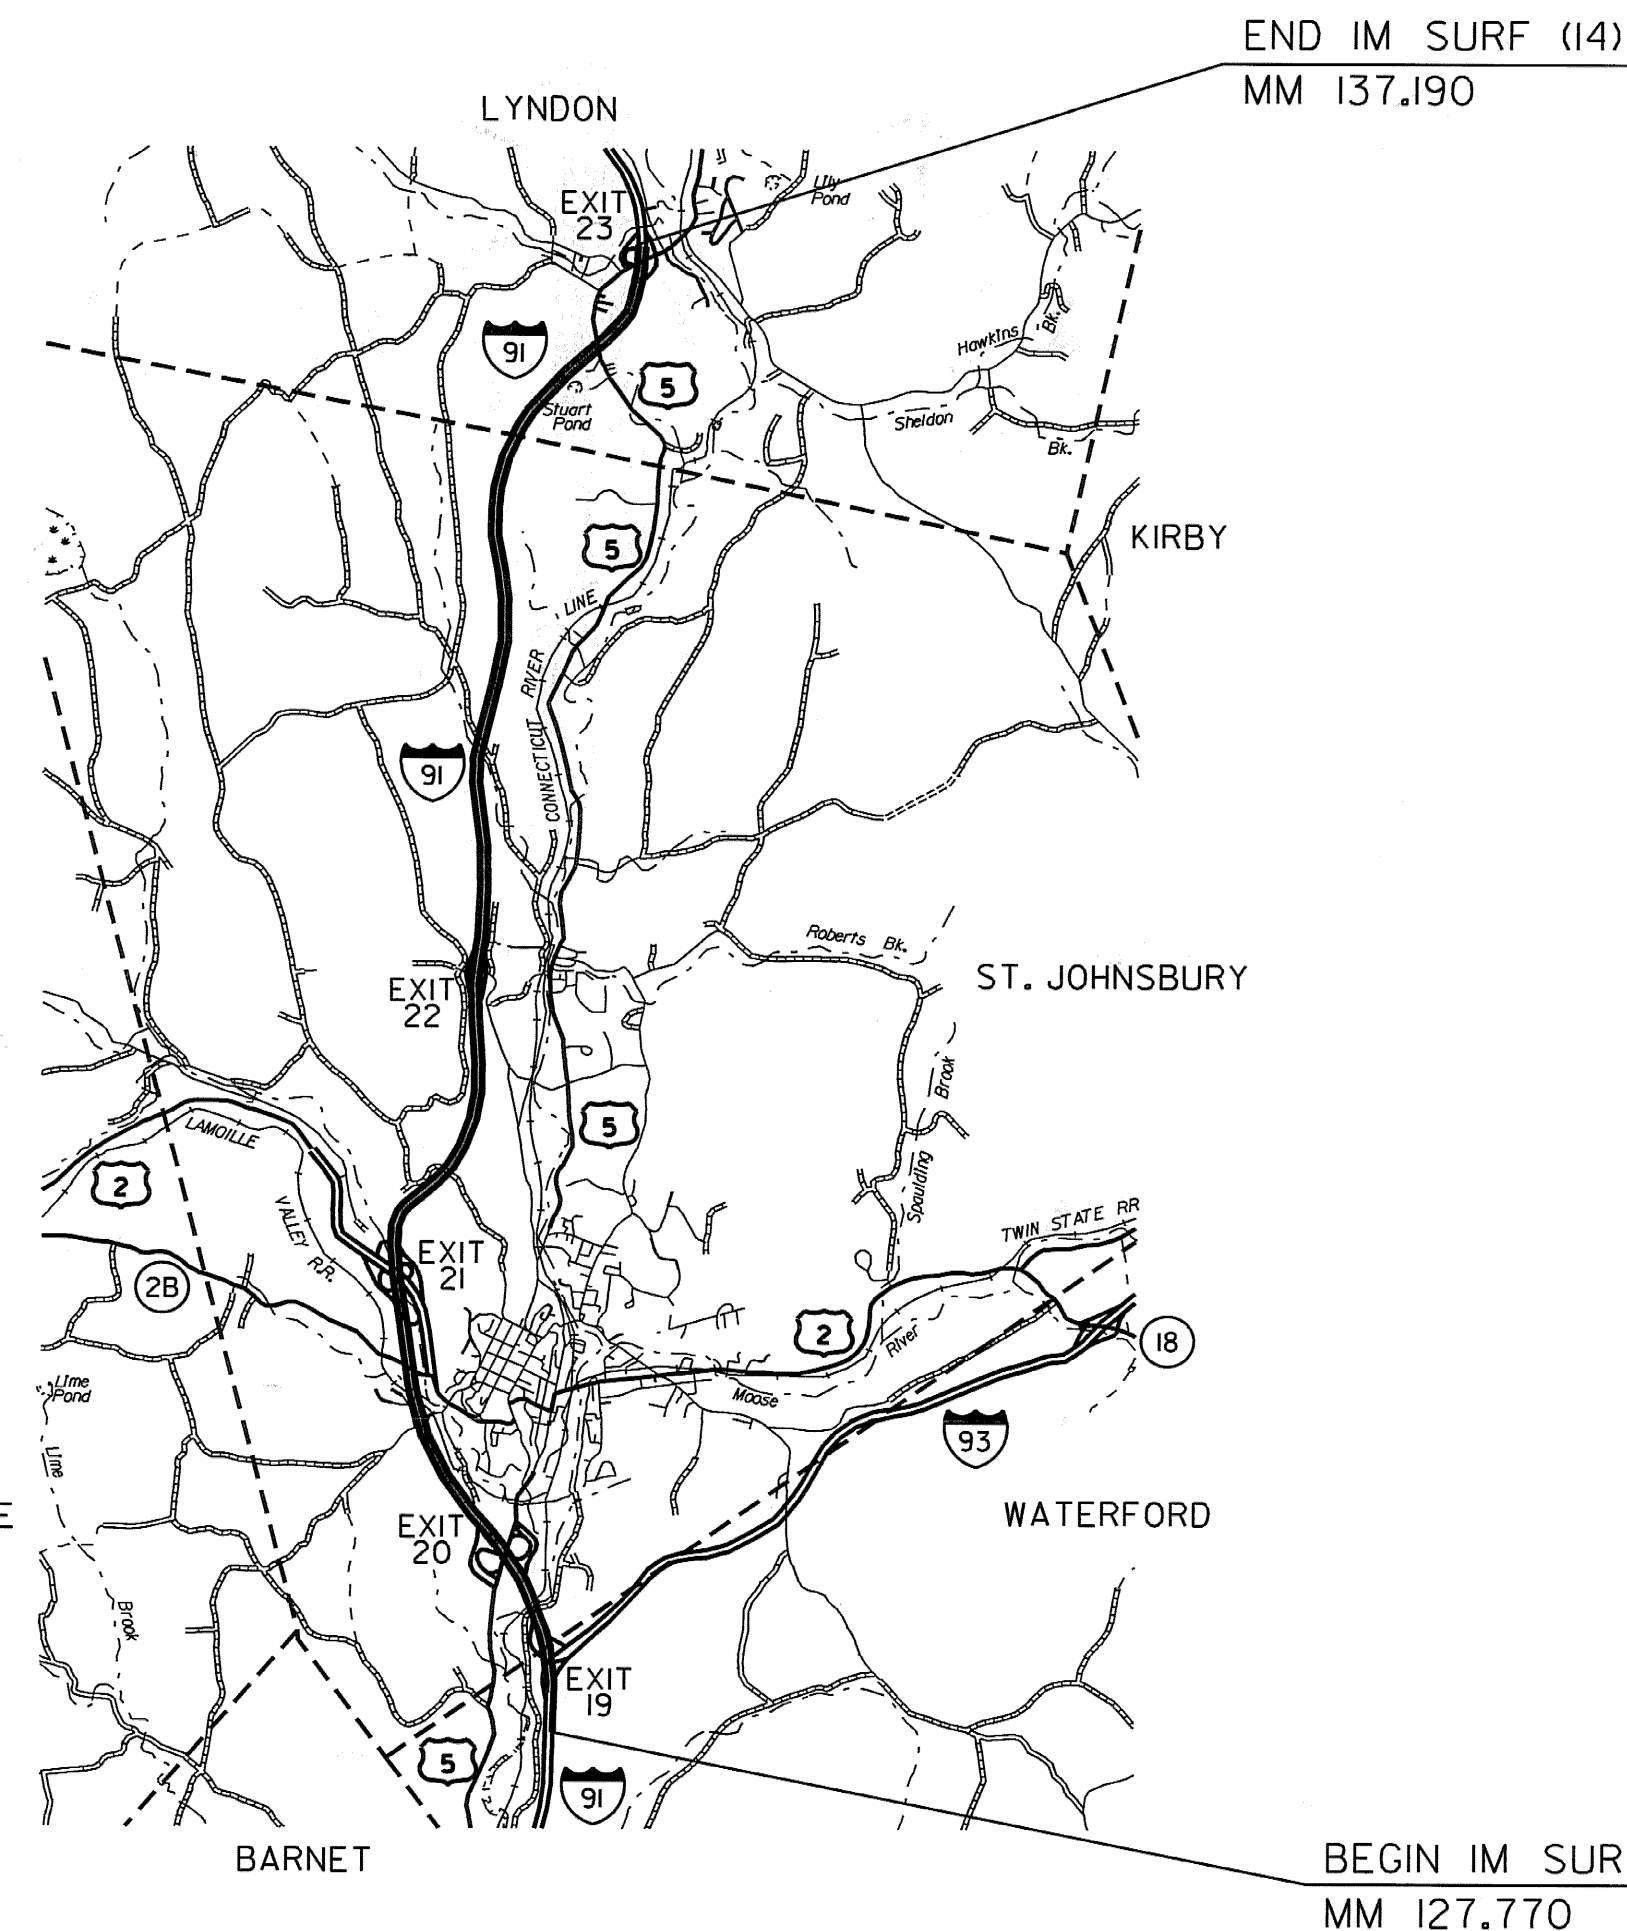 END IM SURF (14)
MM 137.190
LYNDON
EXIT
23
Lily
Pond
91
5
Hawkins
Bk.
Stuart
Pond
Sheldon
Bk.
5
KIRBY
LINE
RIVER
CONNECTICUT
91
Roberts Bk.
ST. JOHNSBURY
EXIT
22
Brook
Spaulding
5
LAMOILLE
2
VALLEY
R.R.
TWIN STATE RR
EXIT
21
2B
2
River
18
Lime
Pond
Moose
93
Lime
E
WATERFORD
EXIT
20
Brook
EXIT
19
5
91
BARNET
BEGIN IM SUR
MM 127.770